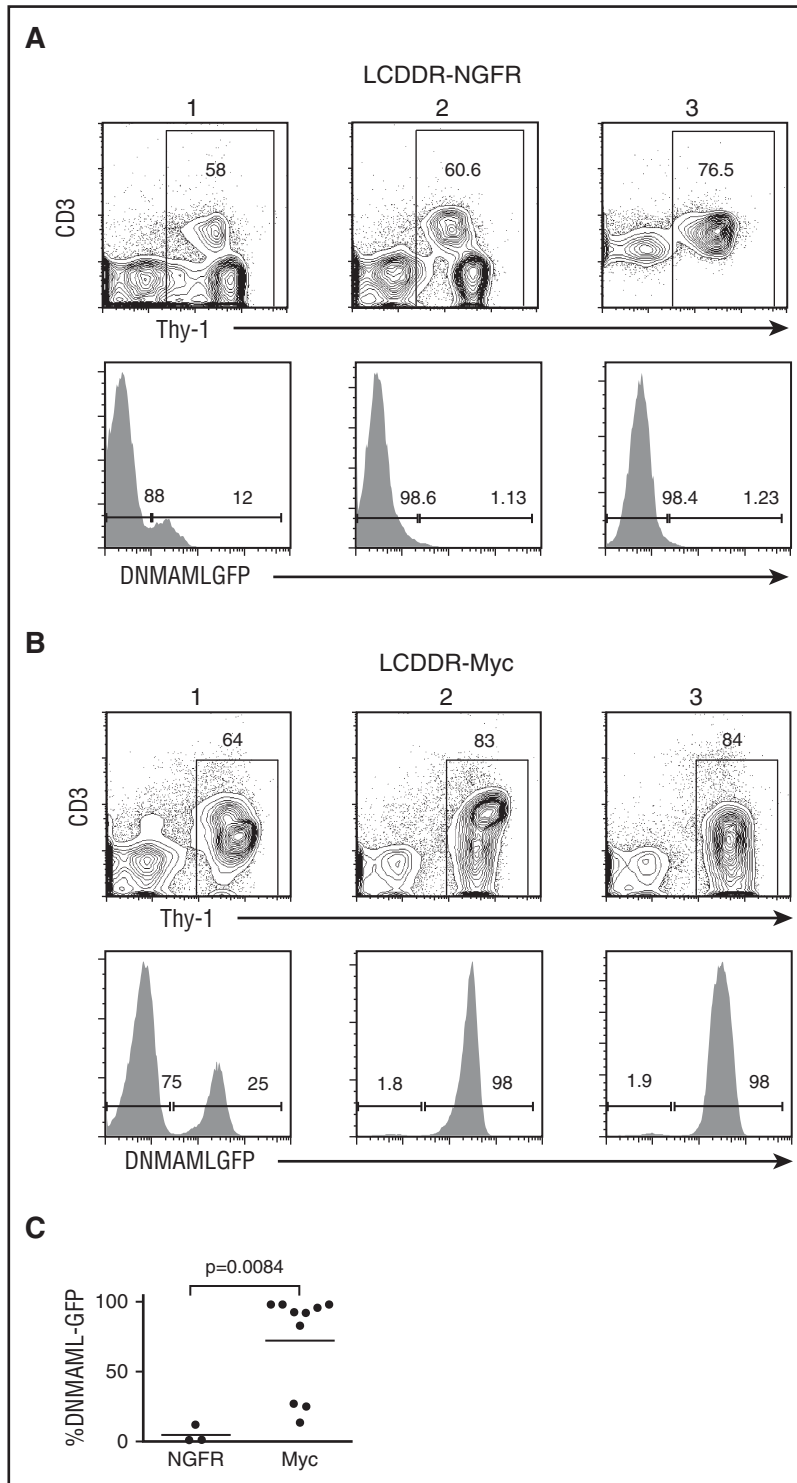 A
LCDDR-NGFR
1 2 3
58 60.6 76.5
CD3
Thy-1
88 12 98.6 1.13 98.4 1.23
DNMAMLGFP
B
LCDDR-Myc
1 2 3
64 83 84
CD3
Thy-1
75 25 1.8 98 1.9 98
DNMAMLGFP
C
p=0.0084
%DNMAML-GFP
100
50
0
NGFR Myc